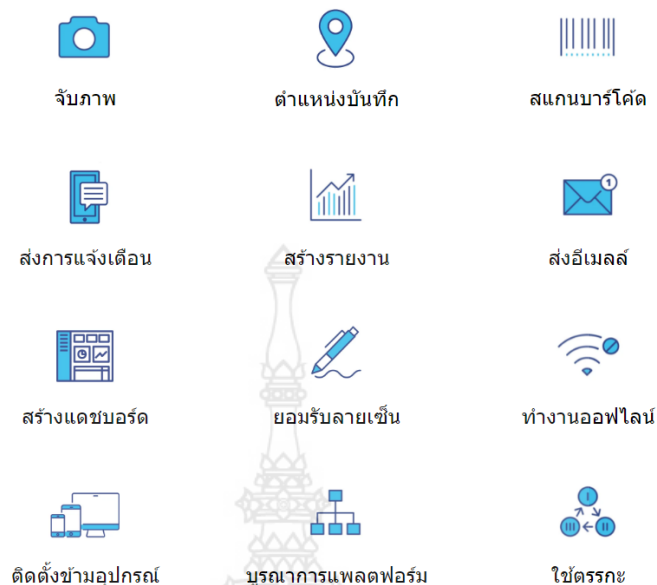 จับภาพ
ตำแหน่งบันทึก
สแกนบาร์โค้ด
1
ส่งการแจ้งเตือน
สร้างรายงาน
ส่งอีเมลล์
สร้างแดชบอร์ด
ยอมรับลายเซ็น
ทำงานออฟไลน์
I
III
II
ติดตั้งข้ามอุปกรณ์
บูรณาการแพลตฟอร์ม
ใช้ตรรกะ